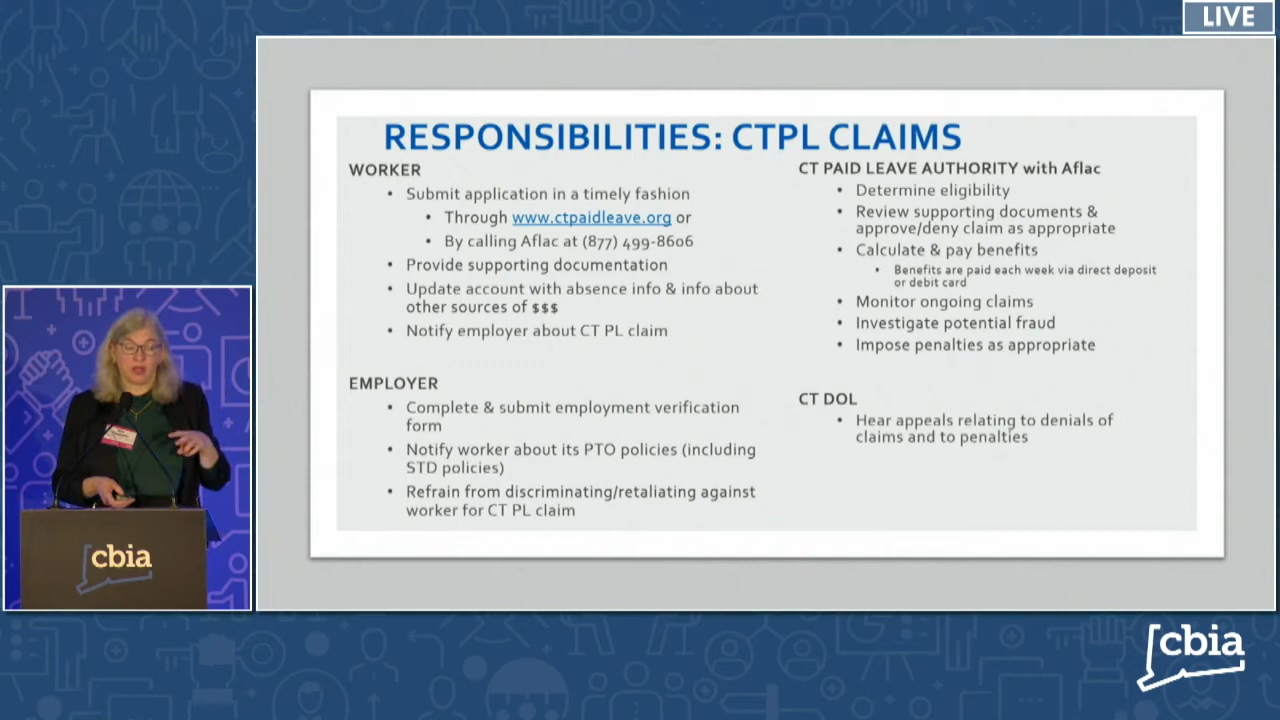 LIVE
RESPONSIBILITIES: CTPL CLAIMS
WORKER
• Submit application in a timely fashion
• Through www.ctpaidleave.org or
• By calling Aflac at (877) 499-8606
• Provide supporting documentation
• Update account with absence info & info about
other sources of $$$
• Notify employer about CT PL claim
EMPLOYER
• Complete & submit employment verification
form
• Notify worker about its PTO policies (including
STD policies)
• Refrain from discriminating/retaliating against
worker for CT PL claim
CT PAID LEAVE AUTHORITY with Aflac
• Determine eligibility
• Review supporting documents &
approve/deny claim as appropriate
• Calculate & pay benefits
• Benefits are paid each week via direct deposit
or debit card
• Monitor ongoing claims
• Investigate potential fraud
• Impose penalties as appropriate
CT DOL
• Hear appeals relating to denials of
claims and to penalties
cbia
cbia